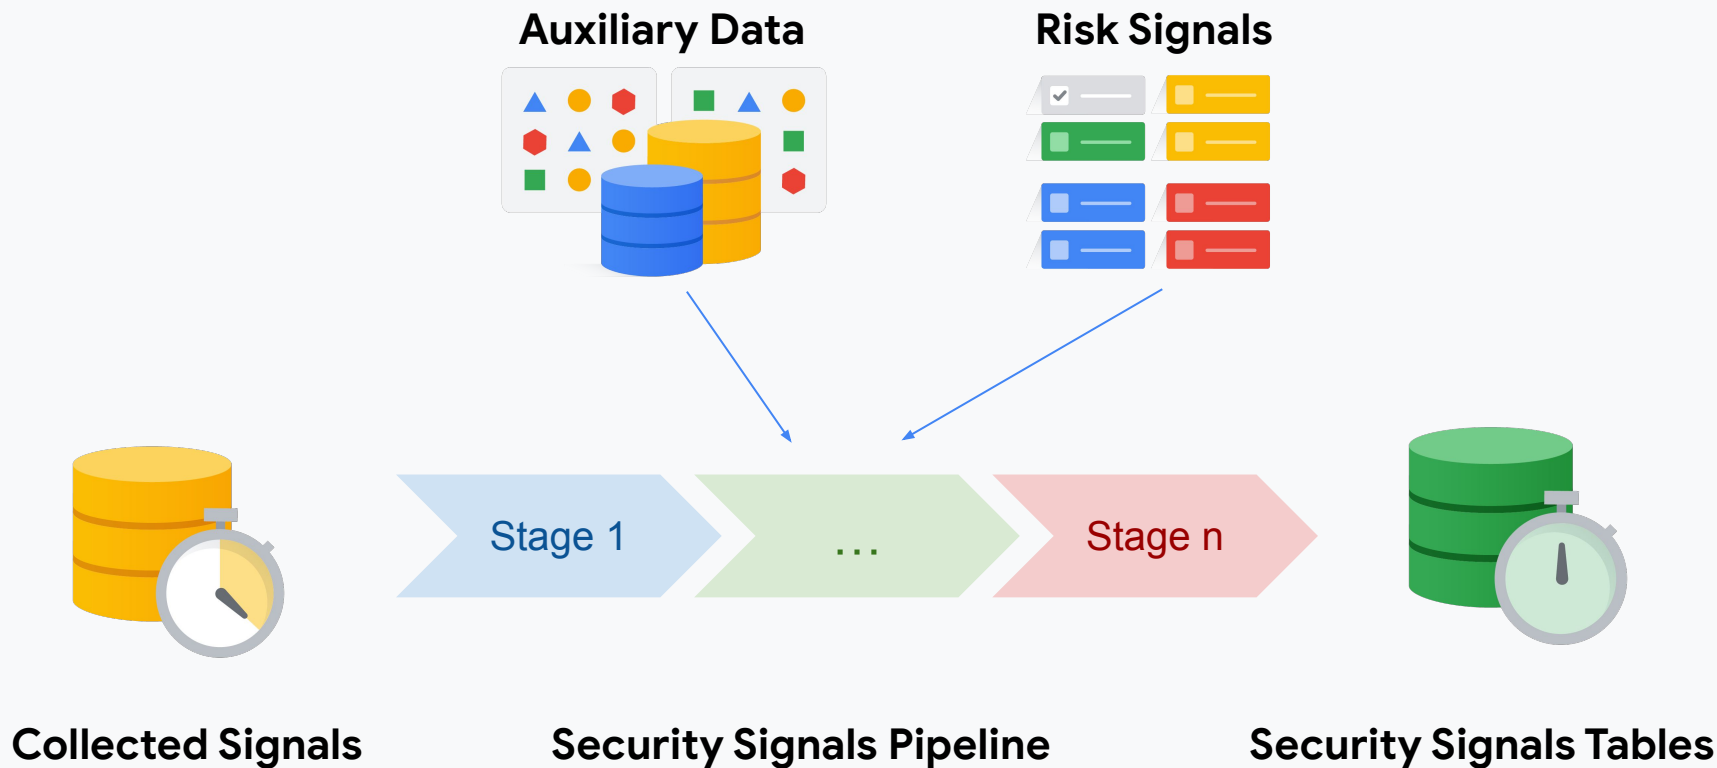 Auxiliary Data
Risk Signals
Stage 1
...
Stage n
Collected Signals
Security Signals Pipeline
Security Signals Tables